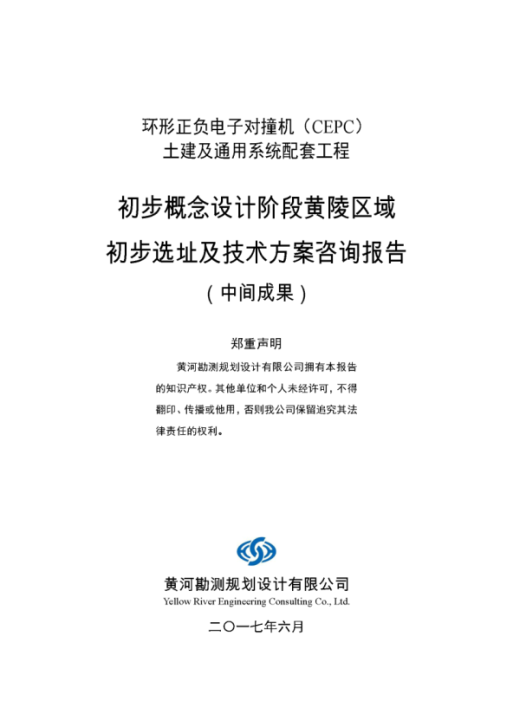 环形正负电子对撞机（CEPC）
土建及通用系统配套工程
初步概念设计阶段黄陵区域
初步选址及技术方案咨询报告
（中间成果）
郑重声明
黄河勘测规划设计有限公司拥有本报告
的知识产权。其他单位和个人未经许可，不得
翻印、传播或他用，否则我公司保留追究其法
律责任的权利。
黄河勘测规划设计有限公司
Yellow River Engineering Consulting Co., Ltd.
二〇一七年六月